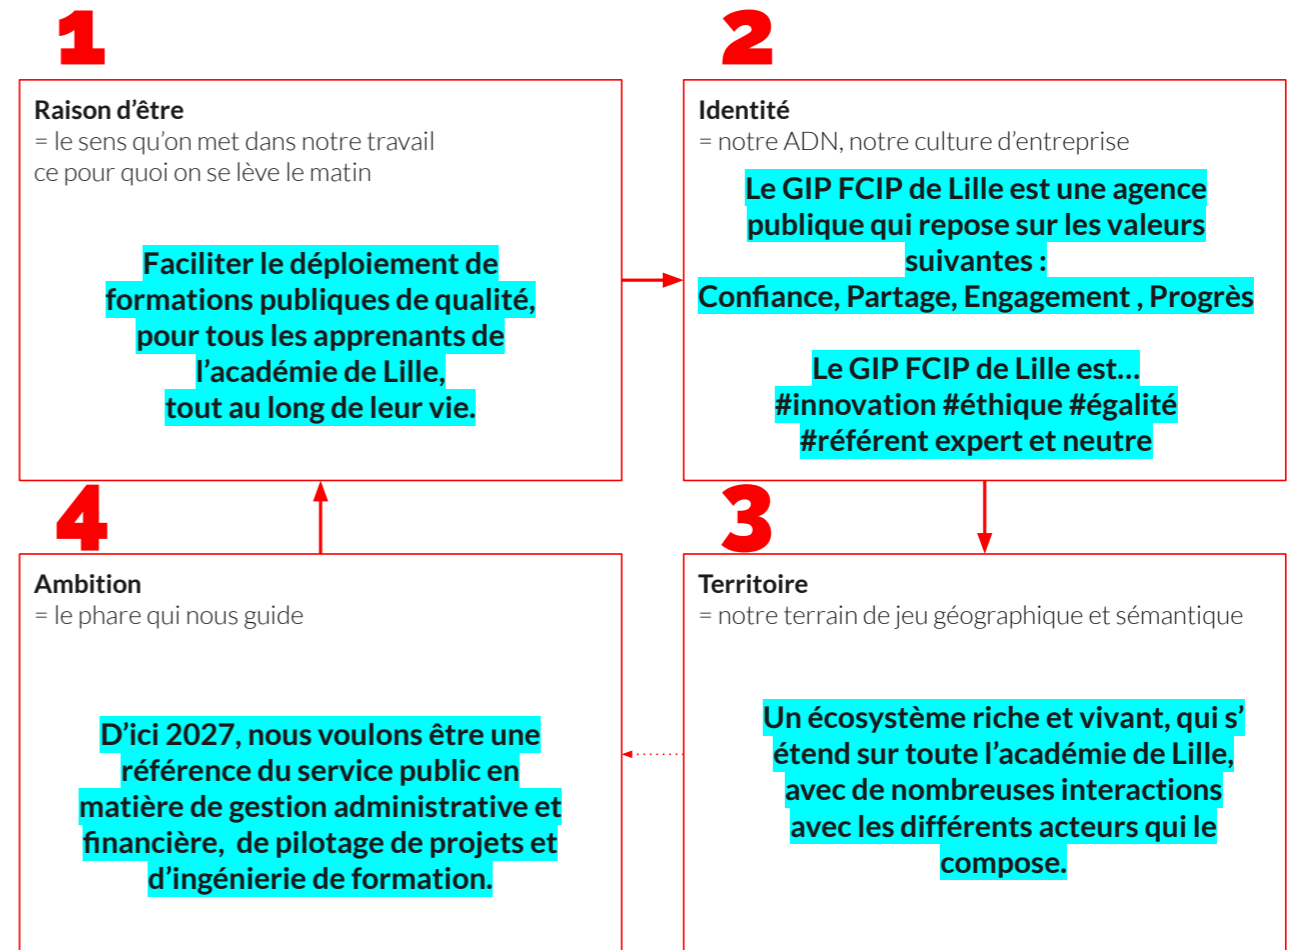 1
Raison d’être
= le sens qu’on met dans notre travail
ce pour quoi on se lève le matin
Faciliter le déploiement de
formations publiques de qualité,
pour tous les apprenants de
l’académie de Lille,
tout au long de leur vie.
2
Identité
= notre ADN, notre culture d’entreprise
Le GIP FCIP de Lille est une agence
publique qui repose sur les valeurs
suivantes :
Confiance, Partage, Engagement , Progrès
Le GIP FCIP de Lille est…
#innovation #éthique #égalité
#référent expert et neutre
3
Territoire
= notre terrain de jeu géographique et sémantique
Un écosystème riche et vivant, qui s’
étend sur toute l’académie de Lille,
avec de nombreuses interactions
avec les différents acteurs qui le
compose.
4
Ambition
= le phare qui nous guide
D’ici 2027, nous voulons être une
référence du service public en
matière de gestion administrative et
financière, de pilotage de projets et
d’ingénierie de formation.